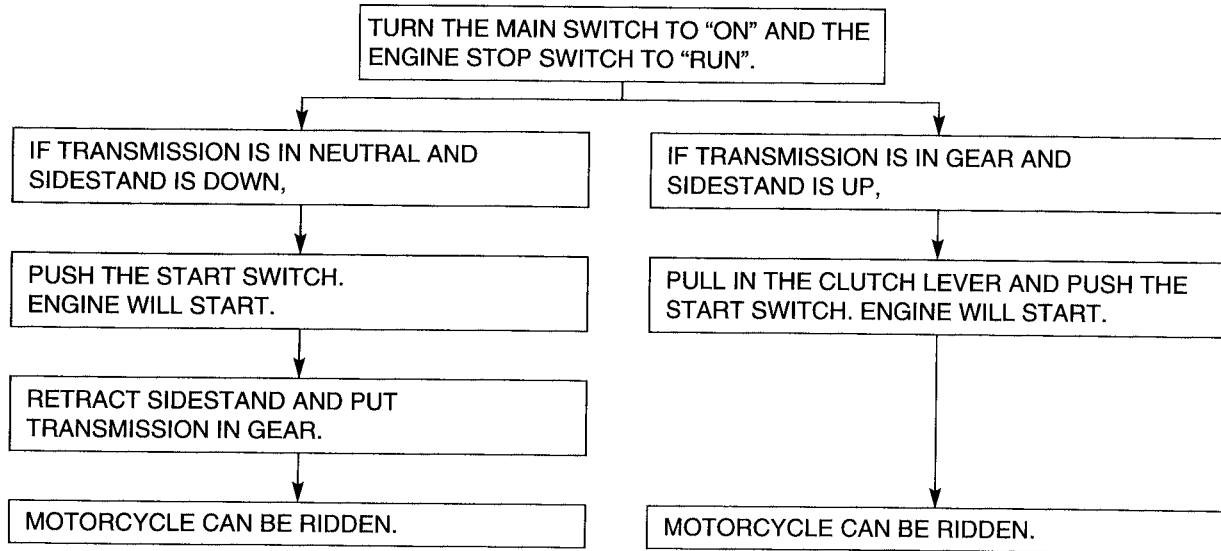 TURN THE MAIN SWITCH TO “ON” AND THE
ENGINE STOP SWITCH TO “RUN”.
IF TRANSMISSION IS IN NEUTRAL AND
SIDESTAND IS DOWN,
PUSH THE START SWITCH.
ENGINE WILL START.
RETRACT SIDESTAND AND PUT
TRANSMISSION IN GEAR.
MOTORCYCLE CAN BE RIDDEN.
IF TRANSMISSION IS IN GEAR AND
SIDESTAND IS UP,
PULL IN THE CLUTCH LEVER AND PUSH THE
START SWITCH. ENGINE WILL START.
MOTORCYCLE CAN BE RIDDEN.